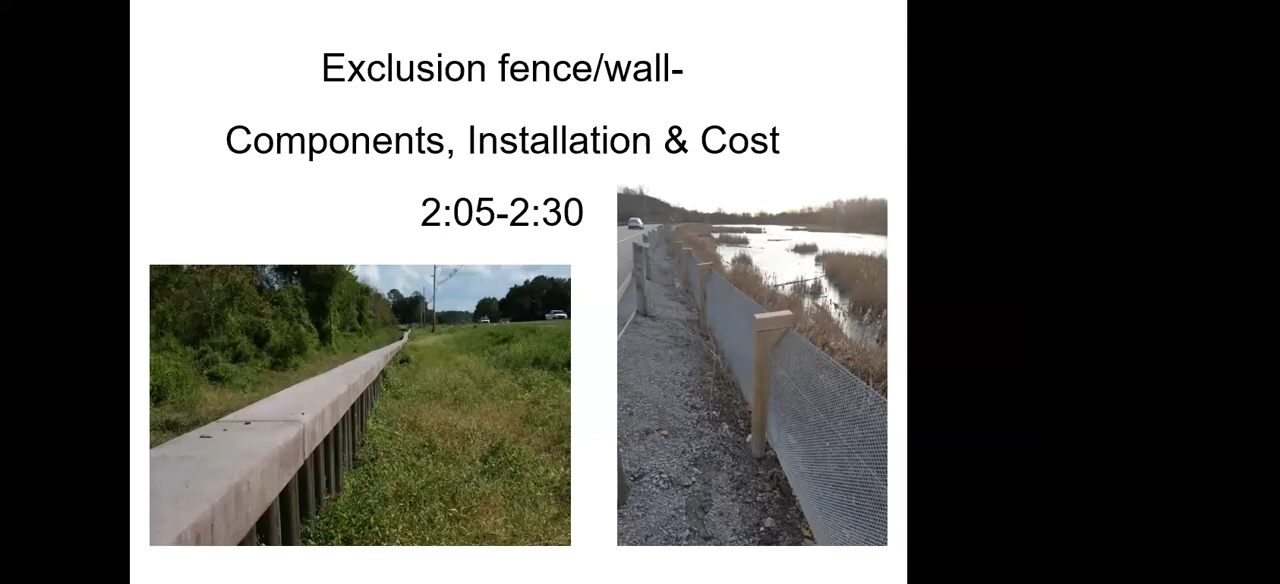 Exclusion fence/wall-
Components, Installation & Cost
2:05-2:30